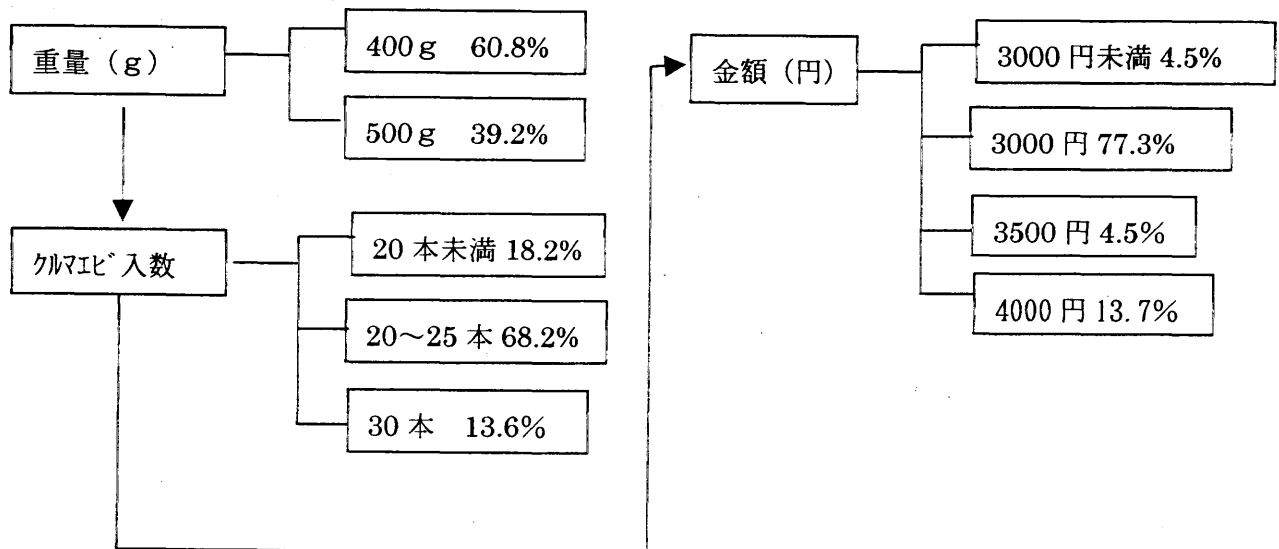 重量（g）
400g 60.8%
500g 39.2%
ｸﾙﾏｴﾋﾞ入数
20本未満 18.2%
20～25本 68.2%
30本 13.6%
金額（円）
3000円未満 4.5%
3000円 77.3%
3500円 4.5%
4000円 13.7%